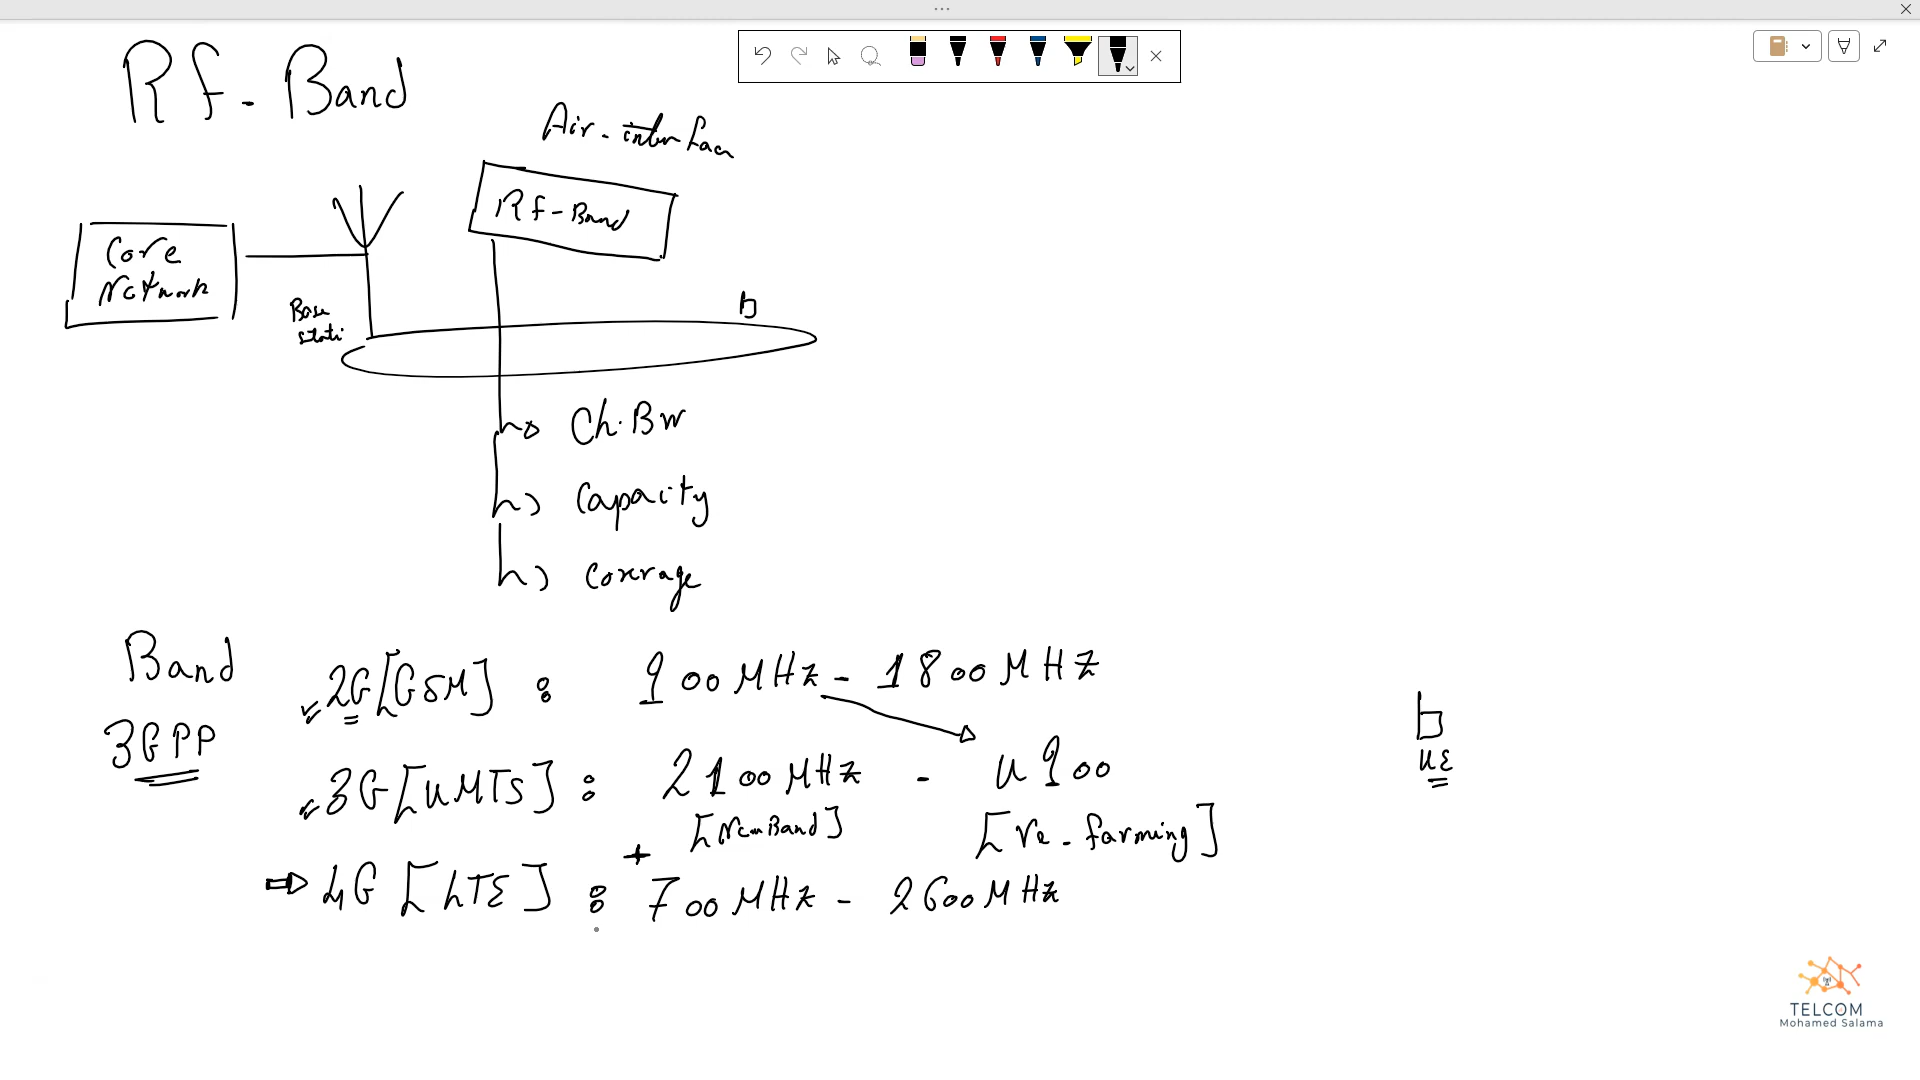 Rf - Band
Air - interfac
Rf - Band
Core
Network
Base
stati
Ch. Bw
Capacity
Coverage
Band
3GPP
2G [GSM] : 900 MHz - 1800 MHz
3G [UMTS] : 2100 MHz - U900
[New Band] [re - farming]
+
4G [LTE] : 700 MHz - 2600 MHz
UE
TELCOM
Mohamed Salama